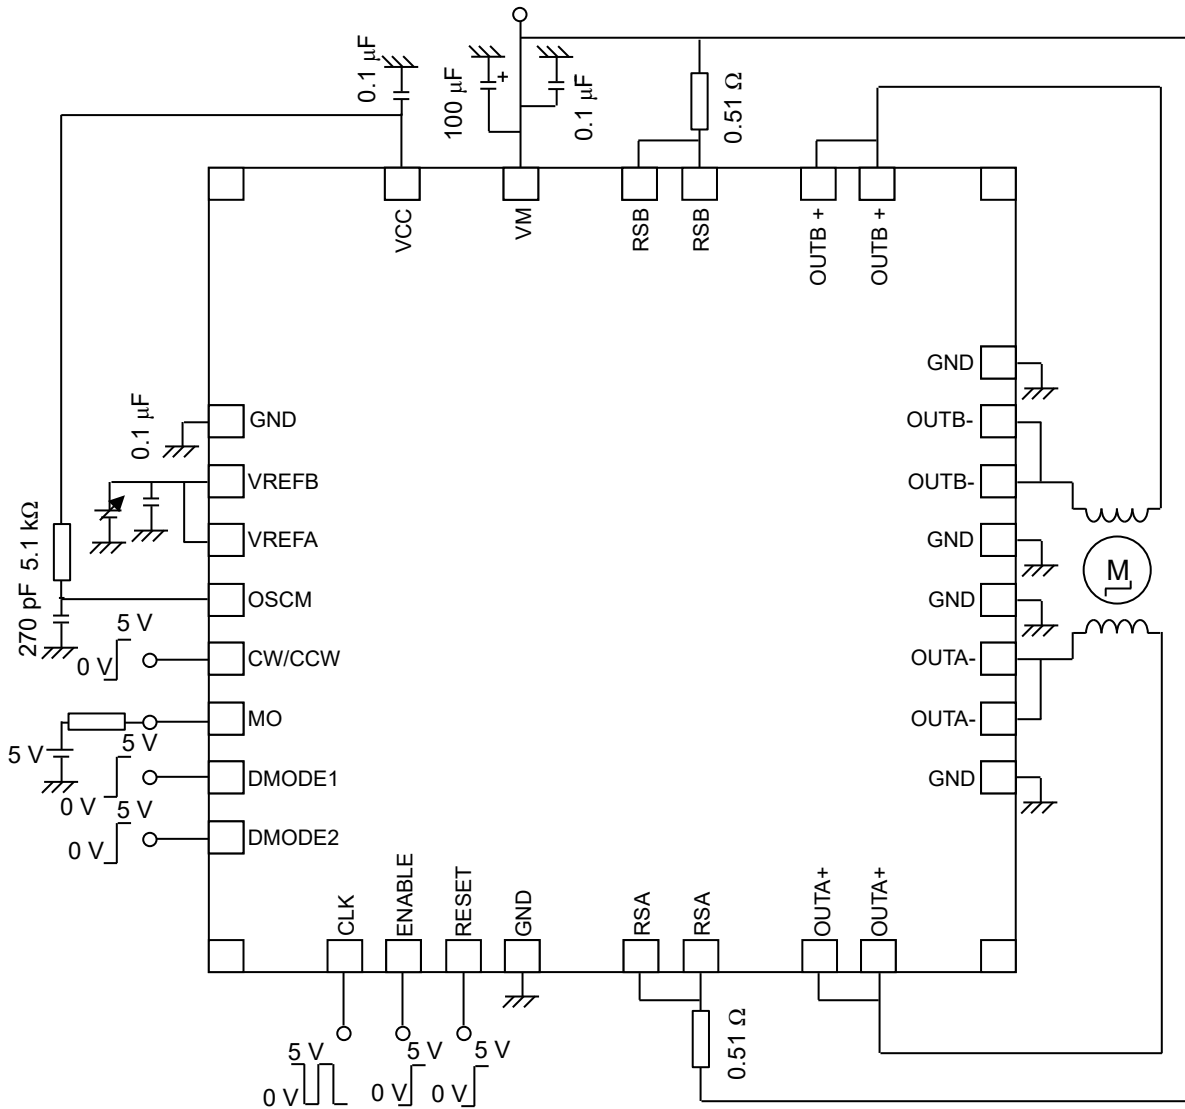 0.1 μF
100 μF
+
0.1 μF
0.51 Ω
VCC
VM
RSB
RSB
OUTB +
OUTB +
GND
OUTB-
OUTB-
GND
GND
OUTA-
OUTA-
GND
M
0.1 μF
GND
VREFB
VREFA
5.1 kΩ
270 pF
OSCM
5 V
0 V
CW/CCW
MO
5 V
5 V
0 V
DMODE1
5 V
0 V
DMODE2
CLK
ENABLE
RESET
GND
RSA
RSA
OUTA+
OUTA+
5 V
0 V
5 V
0 V
5 V
0 V
0.51 Ω